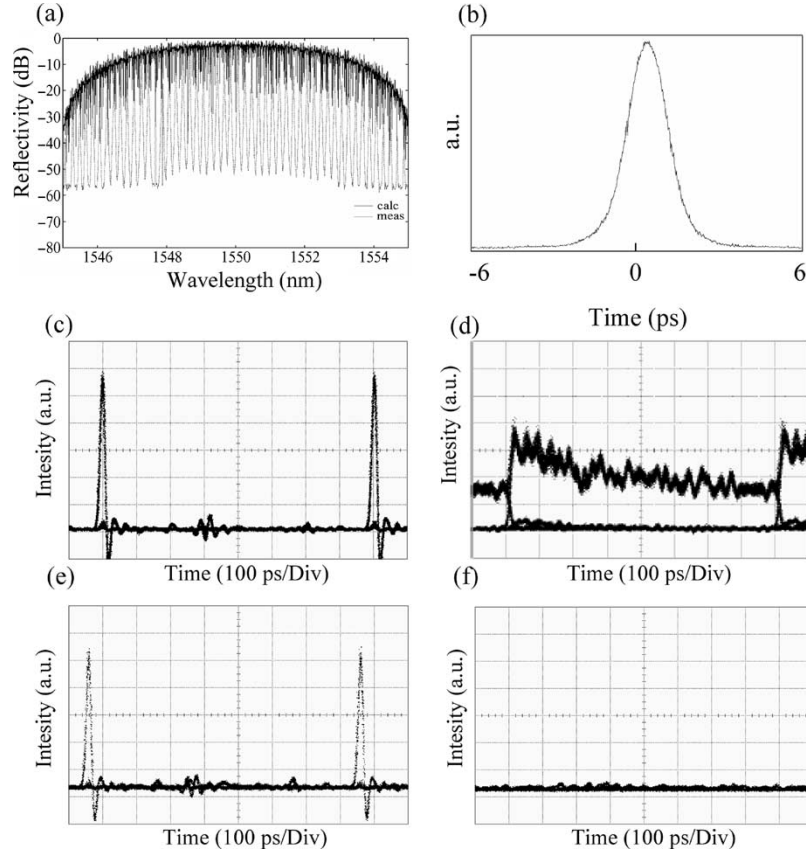 (a)
0
−10
−20
−30
−40
−50
−60
−70
−80
Reflectivity (dB)
calc
meas
1546 1548 1550 1552 1554
Wavelength (nm)
(b)
a.u.
-6 0 6
Time (ps)
(c)
Intesity (a.u.)
Time (100 ps/Div)
(d)
Intesity (a.u.)
Time (100 ps/Div)
(e)
Intesity (a.u.)
Time (100 ps/Div)
(f)
Intesity (a.u.)
Time (100 ps/Div)